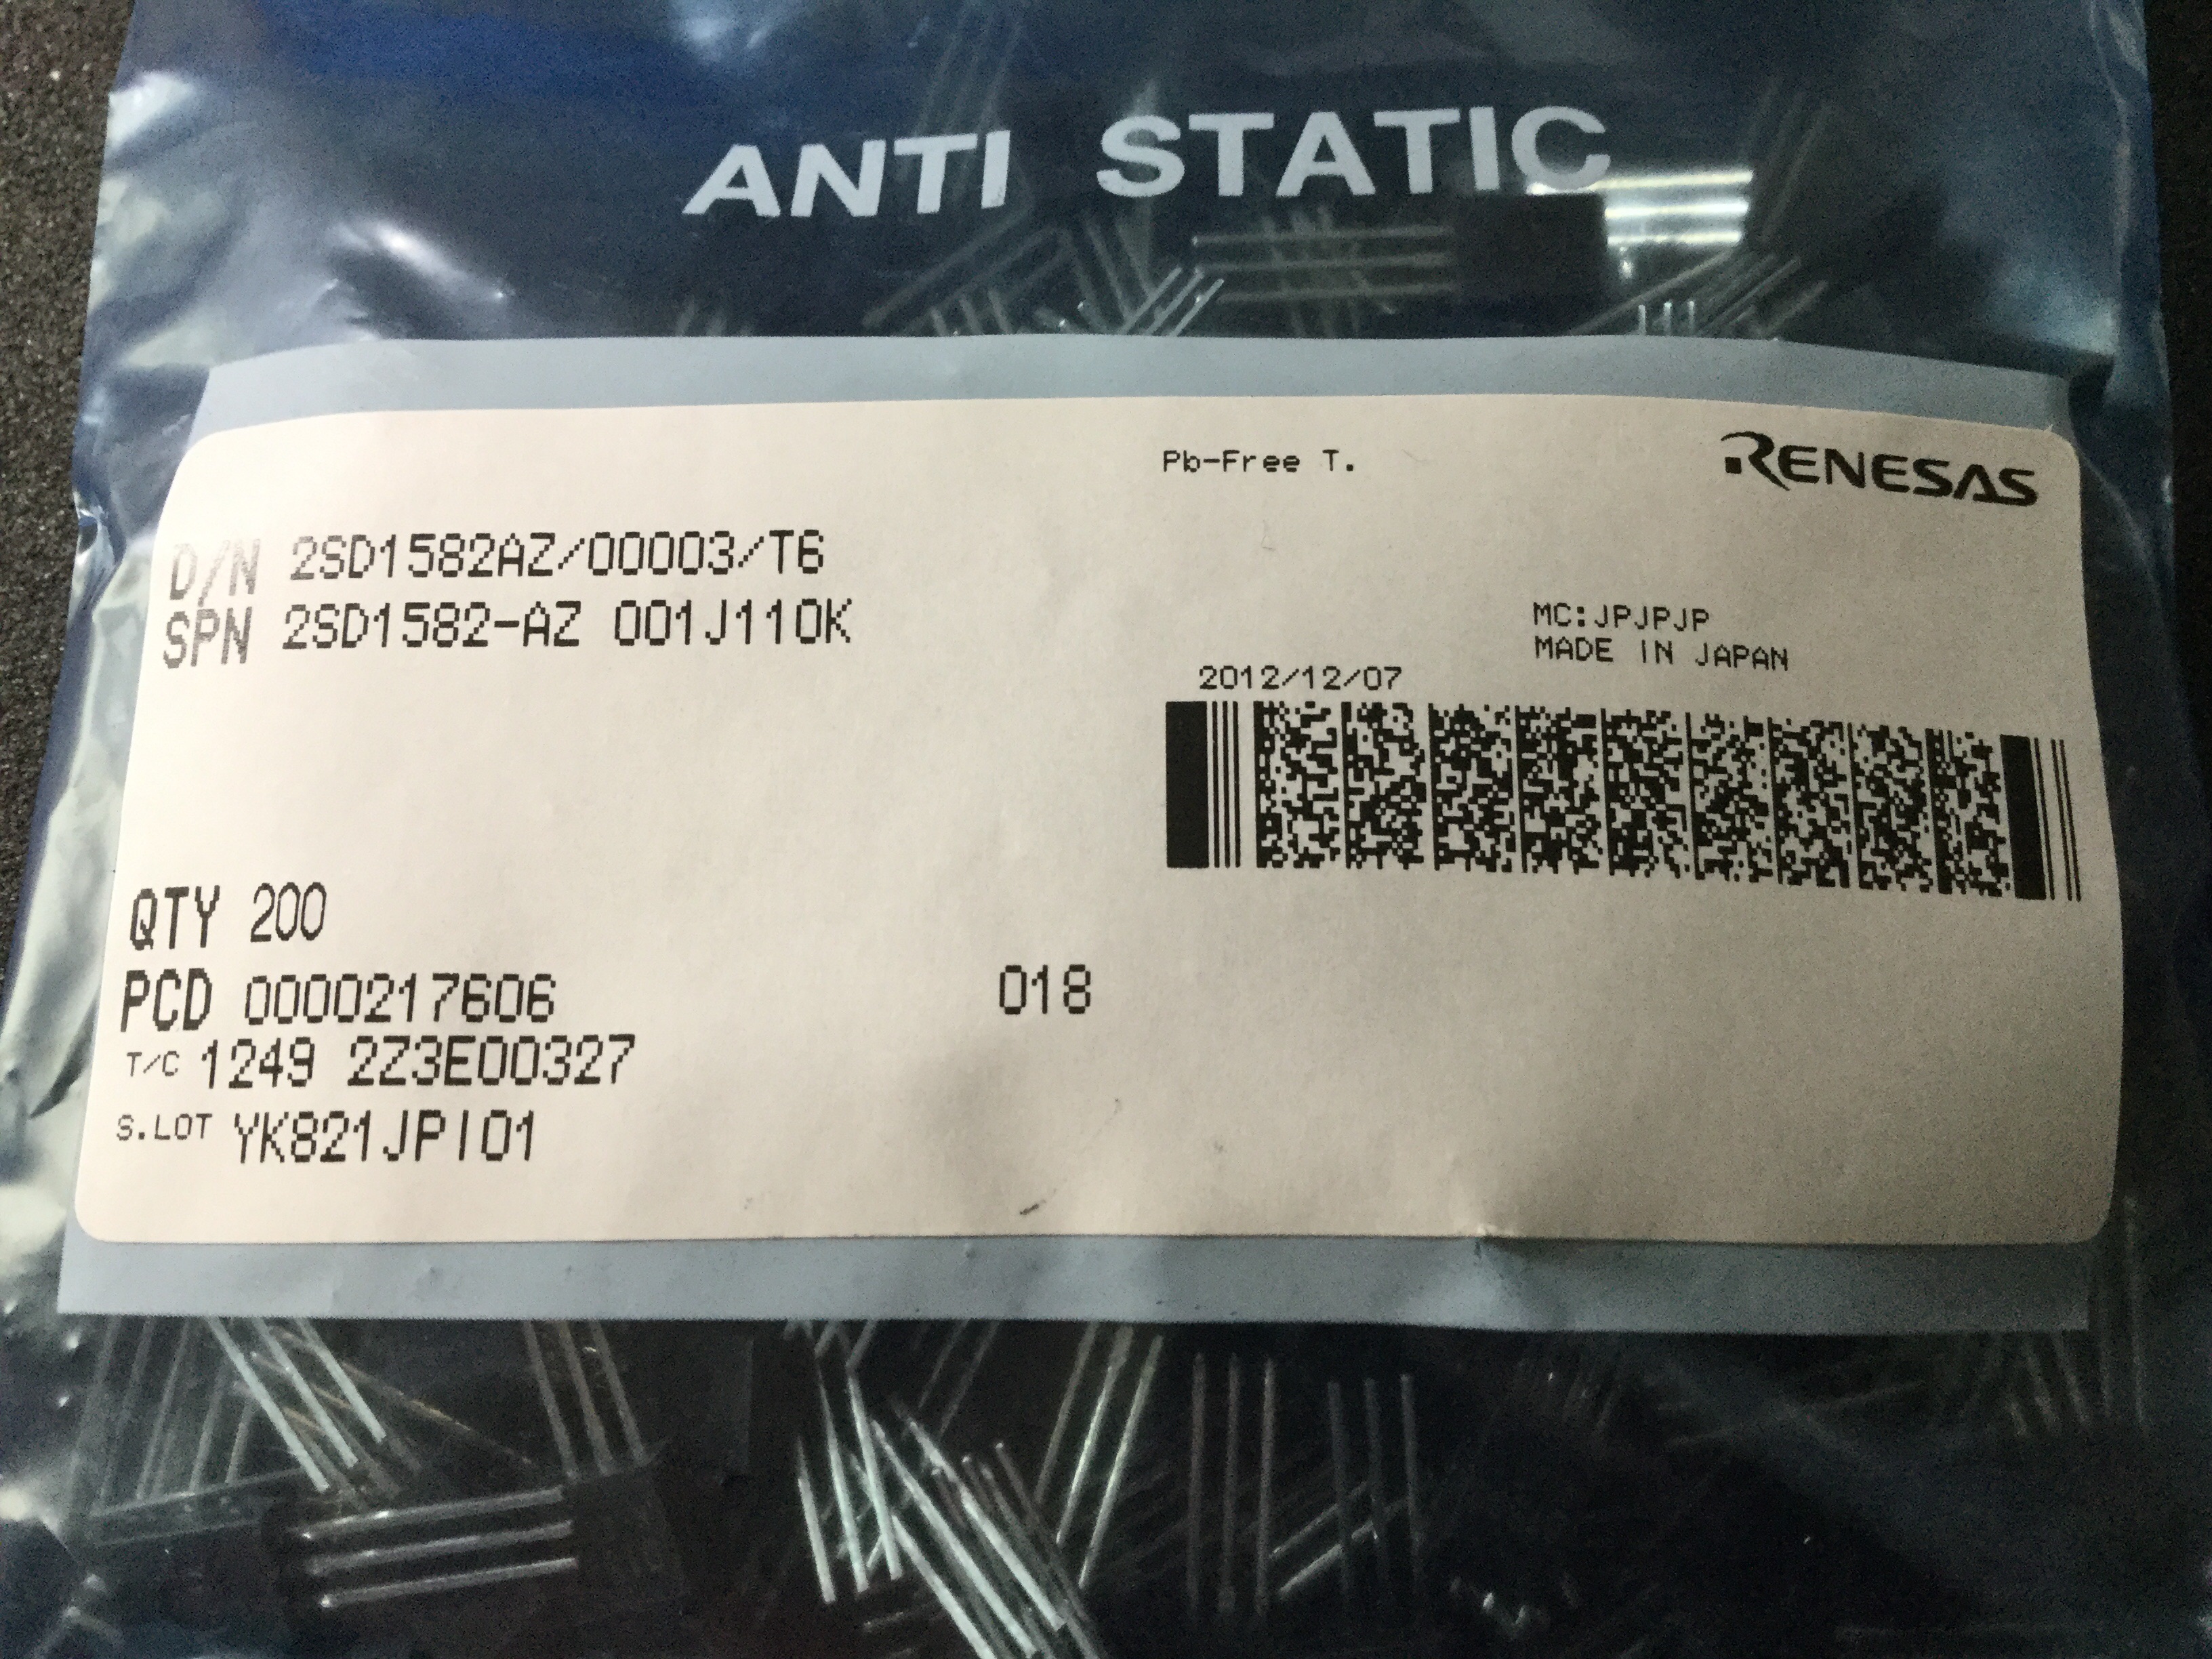 ANTI STATIC
Pb-Free T.
RENESAS
D/N 2SD1582AZ/00003/T6
SPN 2SD1582-AZ 001J110K
MC:JPJPJP
MADE IN JAPAN
2012/12/07
QTY 200
PCD 0000217606 018
T/C 1249 2Z3E00327
S.LOT YK821JPI01